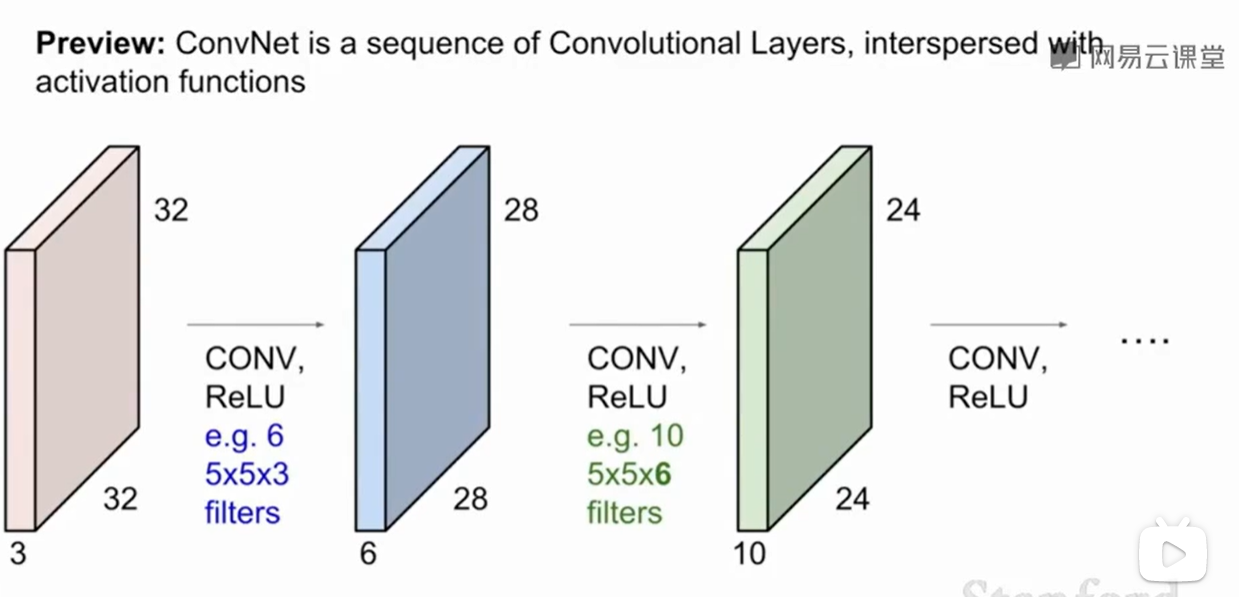 Preview: ConvNet is a sequence of Convolutional Layers, interspersed with
activation functions
网易云课堂
32
28
24
CONV,
ReLU
e.g. 6
5x5x3
filters
CONV,
ReLU
e.g. 10
5x5x6
filters
CONV,
ReLU
....
32
28
24
3
6
10
Stanford